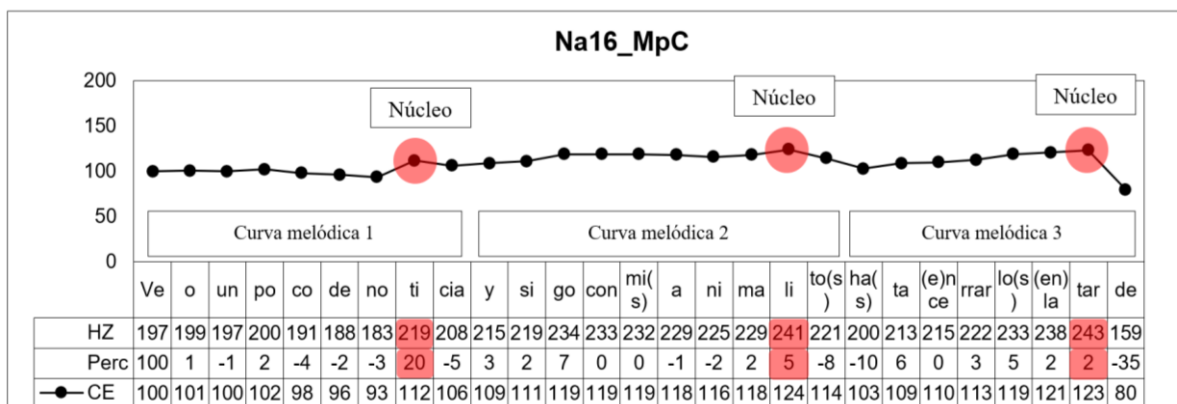 Na16_MpC
200
150
100
50
0
Núcleo
Núcleo
Núcleo
Curva melódica 1
Curva melódica 2
Curva melódica 3
Ve o un po co de no ti cia y si go con mi(s) a ni ma li to(s) ha(s) ta (e)nce rrar lo(s) (en)la tar de
HZ 197 199 197 200 191 188 183 219 208 215 219 234 233 232 229 225 229 241 221 200 213 215 222 233 238 243 159
Perc 100 1 -1 2 -4 -2 -3 20 -5 3 2 7 0 0 -1 -2 2 5 -8 -10 6 0 3 5 2 2 -35
CE 100 101 100 102 98 96 93 112 106 109 111 119 119 119 118 116 118 124 114 103 109 110 113 119 121 123 80